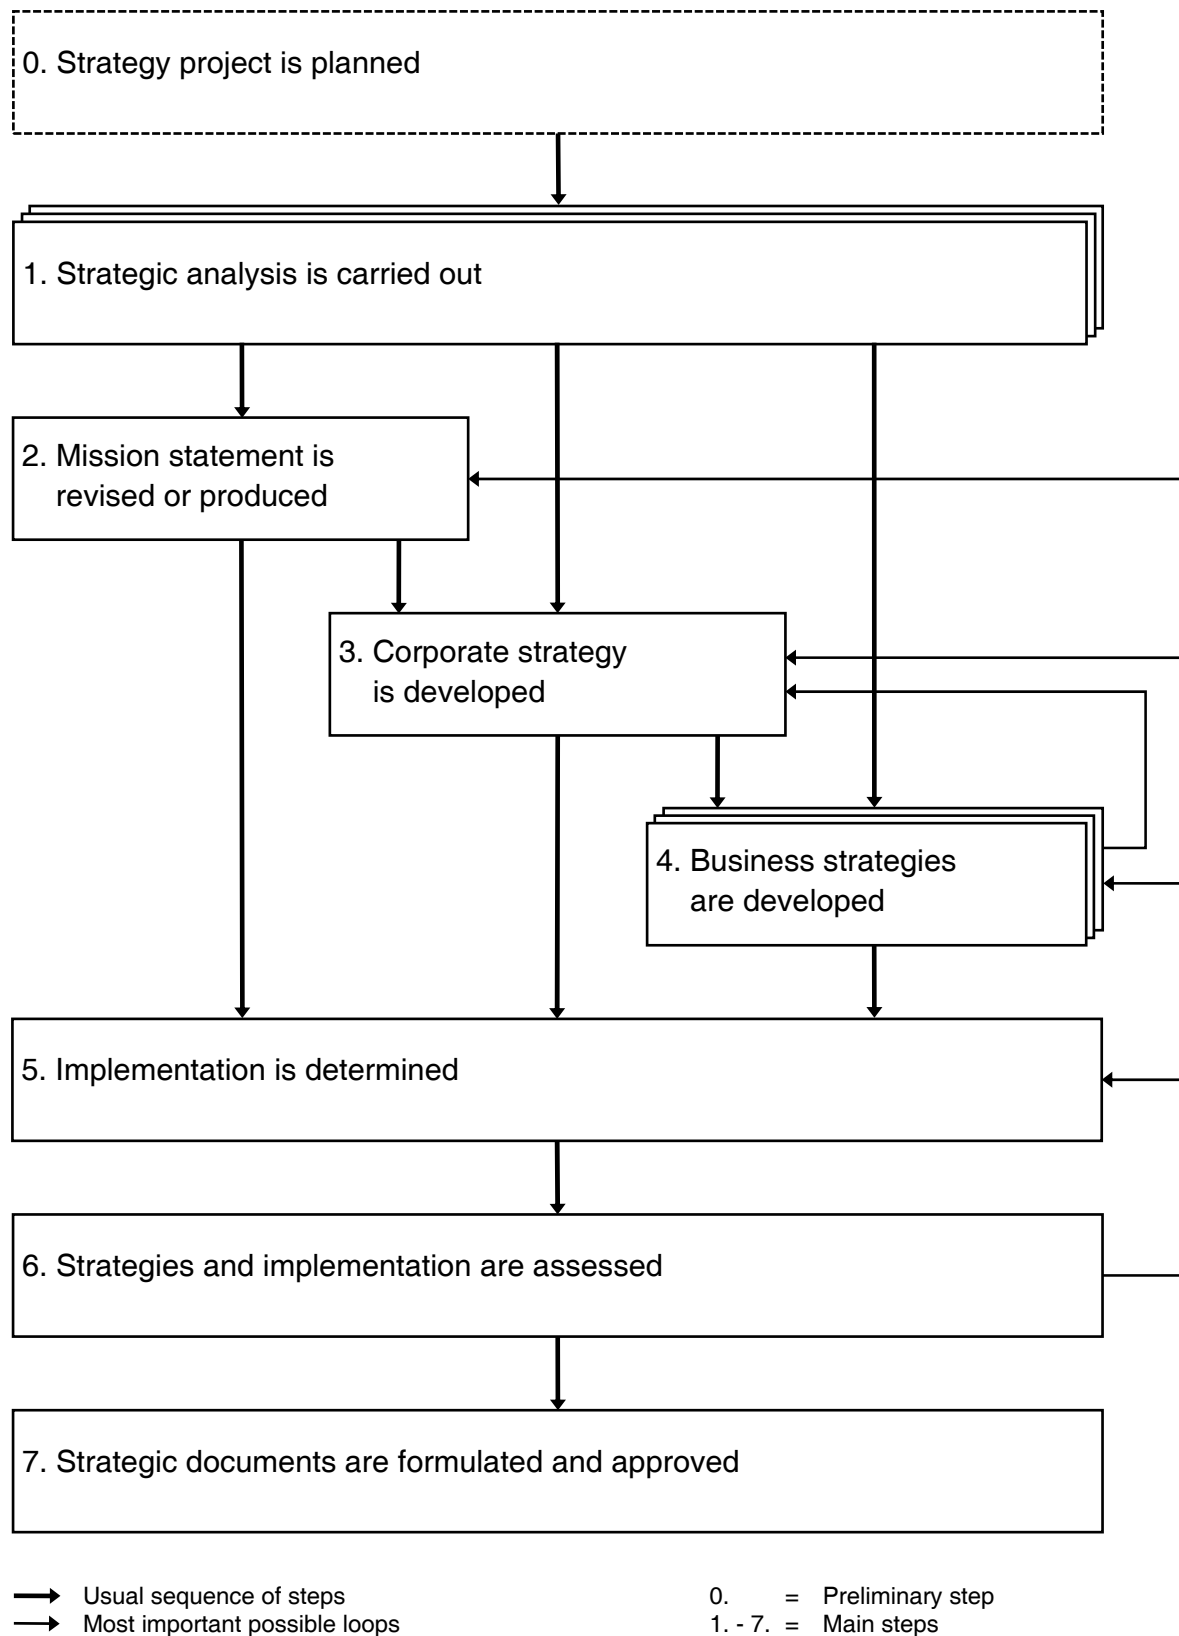 0. Strategy project is planned
1. Strategic analysis is carried out
2. Mission statement is
revised or produced
3. Corporate strategy
is developed
4. Business strategies
are developed
5. Implementation is determined
6. Strategies and implementation are assessed
7. Strategic documents are formulated and approved
Usual sequence of steps
Most important possible loops
0. = Preliminary step
1. - 7. = Main steps